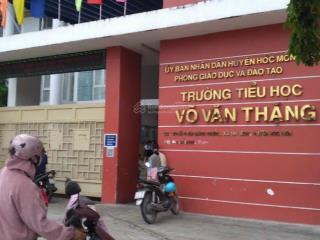 ỦY BAN NHÂN DÂN HUYỆN HÓC MÔN
PHÒNG GIÁO DỤC VÀ ĐÀO TẠO
TRƯỜNG TIỂU HỌC
VÕ VĂN THẶNG